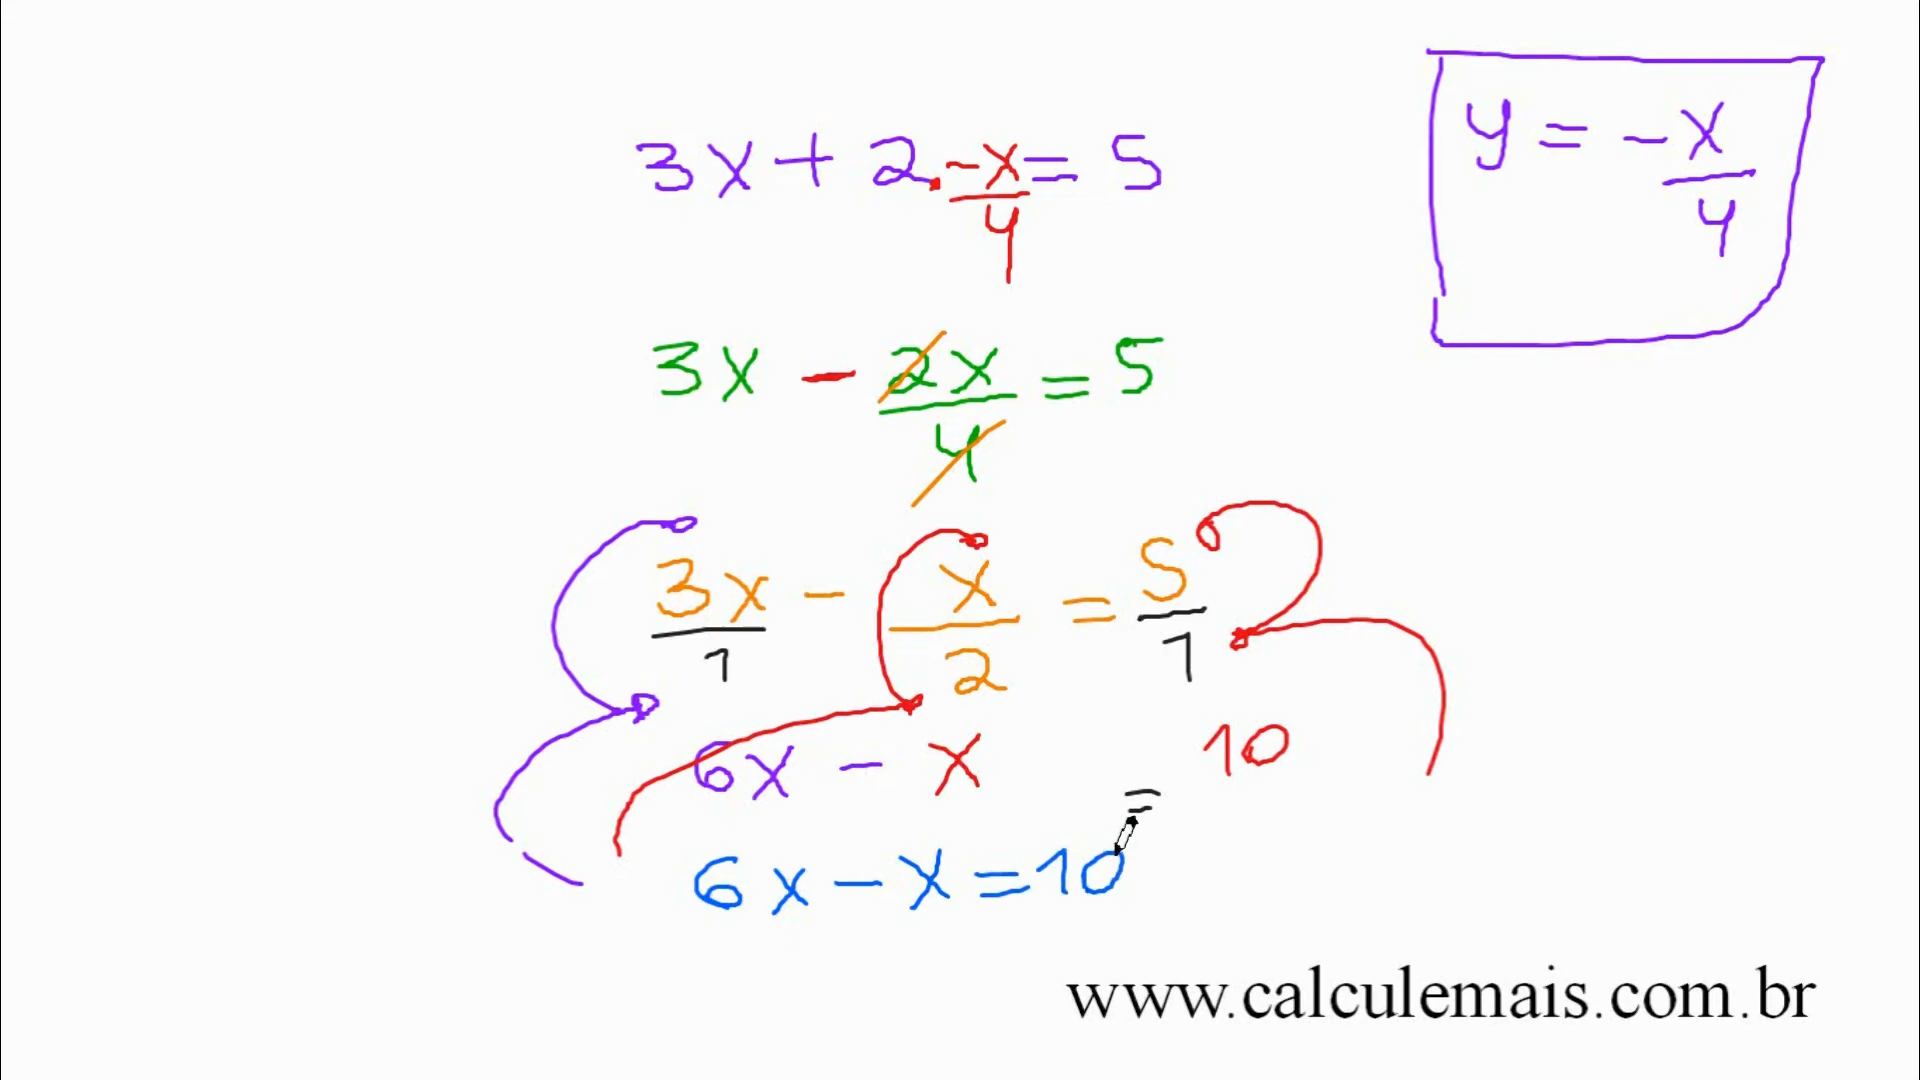 3x + 2 . -x/4 = 5
y = -x/4
3x - 2x/4 = 5
3x/1 - x/2 = 5/1
6x - x = 10
6x - x = 10
www.calculemais.com.br